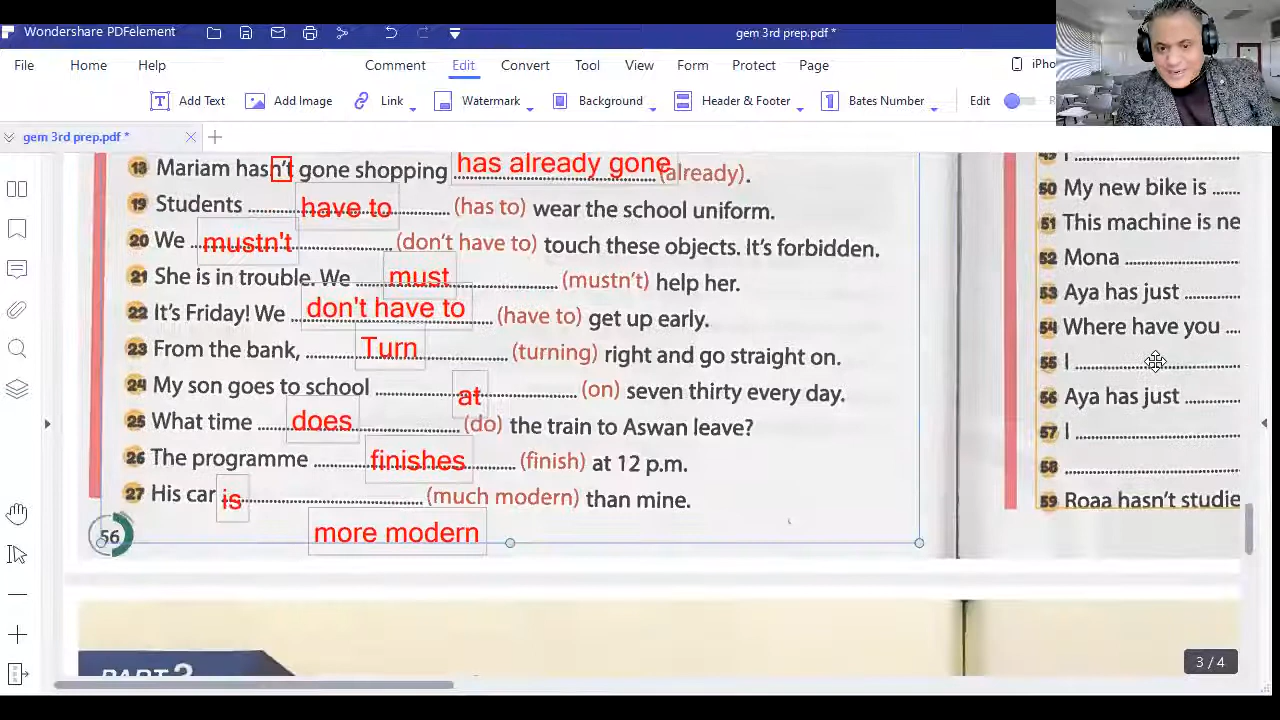 Wondershare PDFelement
gem 3rd prep.pdf *
File Home Help Comment Edit Convert Tool View Form Protect Page
Add Text Add Image Link Watermark Background Header & Footer Bates Number Edit
gem 3rd prep.pdf *
Mariam hasn't gone shopping has already gone (already).
19 Students have to (has to) wear the school uniform.
20 We mustn't (don't have to) touch these objects. It's forbidden.
21 She is in trouble. We must (mustn't) help her.
22 It's Friday! We don't have to (have to) get up early.
23 From the bank, Turn (turning) right and go straight on.
24 My son goes to school at (on) seven thirty every day.
25 What time does (do) the train to Aswan leave?
26 The programme finishes (finish) at 12 p.m.
27 His car is (much modern) than mine.
more modern
56
50 My new bike is
51 This machine is ne
52 Mona
53 Aya has just
54 Where have you
55 I
56 Aya has just
57 I
58
59 Roaa hasn't studie
3 / 4